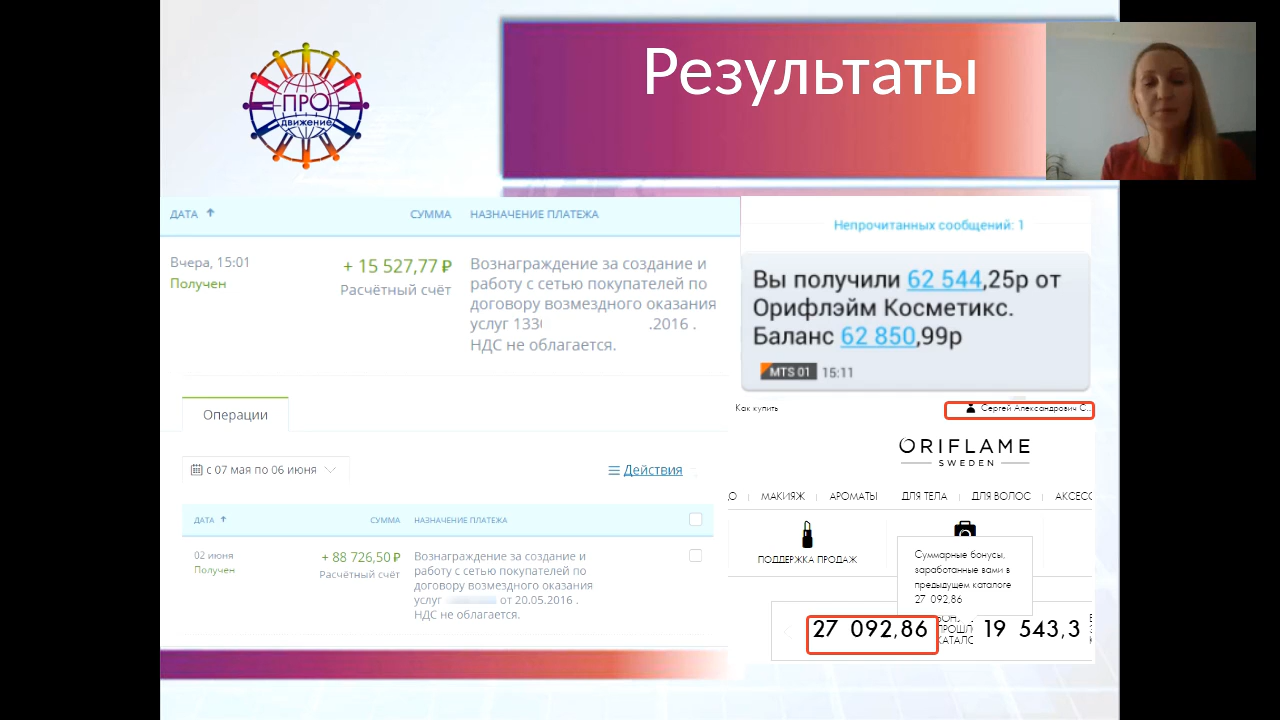 Результаты
ПРО
движение
ДАТА СУММА НАЗНАЧЕНИЕ ПЛАТЕЖА
Вчера, 15:01 + 15 527,77 ₽ Вознаграждение за создание и
Получен Расчётный счёт работу с сетью покупателей по
договору возмездного оказания
услуг 133 .2016 .
НДС не облагается.
Операции
с 07 мая по 06 июня Действия
ДАТА СУММА НАЗНАЧЕНИЕ ПЛАТЕЖА
02 июня + 88 726,50 ₽ Вознаграждение за создание и
Получен Расчётный счёт работу с сетью покупателей по
договору возмездного оказания
услуг от 20.05.2016 .
НДС не облагается.
Непрочитанных сообщений: 1
Вы получили 62 544,25р от
Орифлэйм Косметикс.
Баланс 62 850,99р
MTS 01 15:11
Как купить Сергей Александрович С...
ORIFLAME
SWEDEN
МАКИЯЖ АРОМАТЫ ДЛЯ ТЕЛА ДЛЯ ВОЛОС АКСЕСС
ПОДДЕРЖКА ПРОДАЖ
Суммарные бонусы,
заработанные вами в
предыдущем каталоге
27 092,86
27 092,86 19 543,3